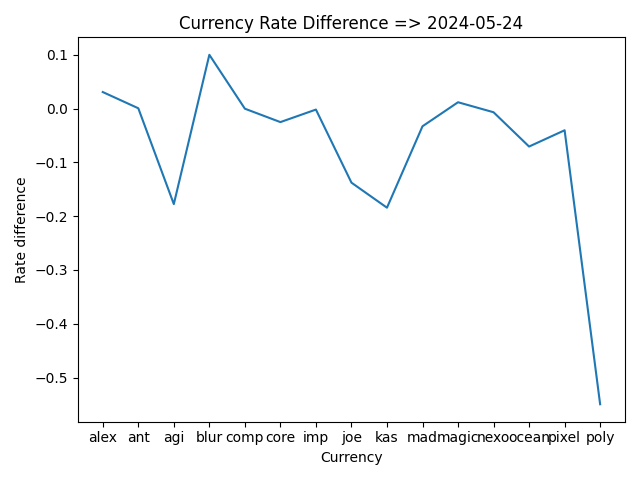 Currency Rate Difference => 2024-05-24
0.1
0.0
−0.1
−0.2
−0.3
−0.4
−0.5
Rate difference
alex ant agi blur comp core imp joe kas mad magic nexo ocean pixel poly
Currency